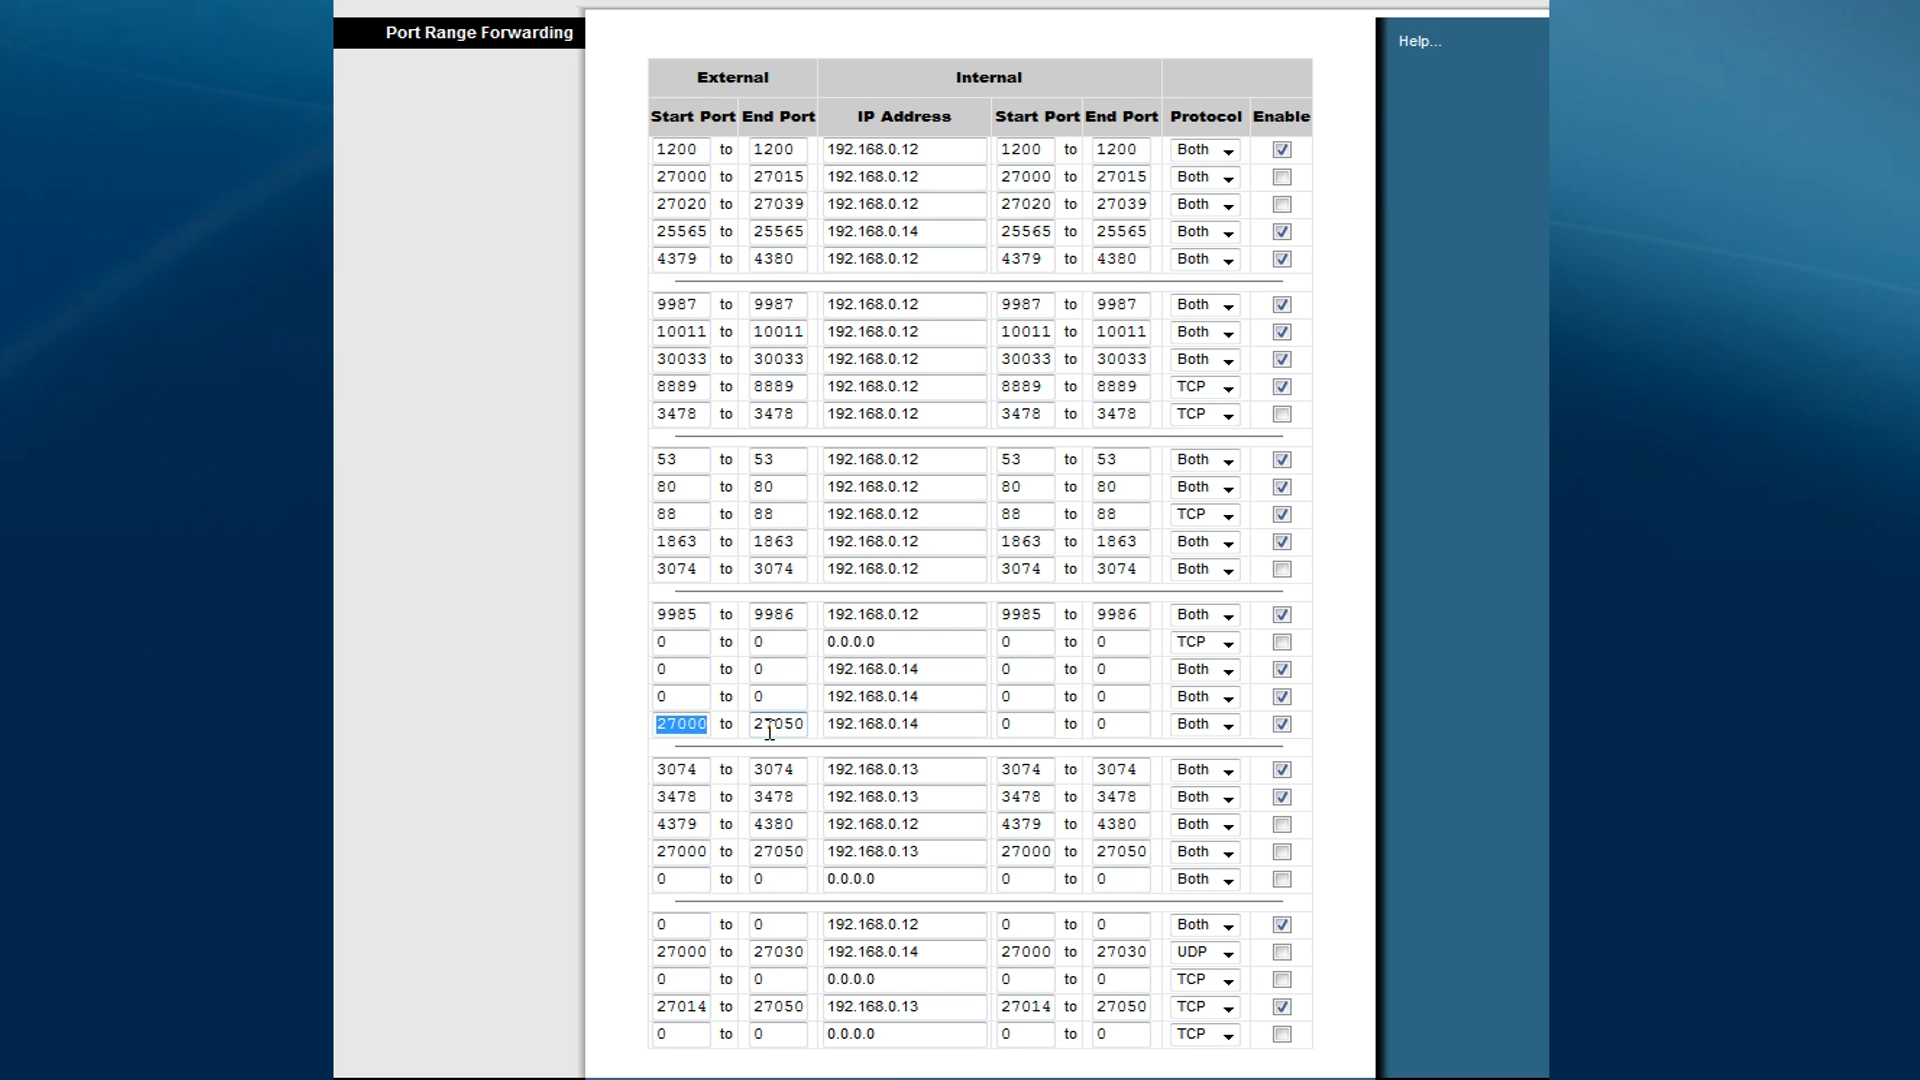 Port Range Forwarding
Help...
External Internal
Start Port End Port IP Address Start Port End Port Protocol Enable
1200 to 1200 192.168.0.12 1200 to 1200 Both
27000 to 27015 192.168.0.12 27000 to 27015 Both
27020 to 27039 192.168.0.12 27020 to 27039 Both
25565 to 25565 192.168.0.14 25565 to 25565 Both
4379 to 4380 192.168.0.12 4379 to 4380 Both
9987 to 9987 192.168.0.12 9987 to 9987 Both
10011 to 10011 192.168.0.12 10011 to 10011 Both
30033 to 30033 192.168.0.12 30033 to 30033 Both
8889 to 8889 192.168.0.12 8889 to 8889 TCP
3478 to 3478 192.168.0.12 3478 to 3478 TCP
53 to 53 192.168.0.12 53 to 53 Both
80 to 80 192.168.0.12 80 to 80 Both
88 to 88 192.168.0.12 88 to 88 TCP
1863 to 1863 192.168.0.12 1863 to 1863 Both
3074 to 3074 192.168.0.12 3074 to 3074 Both
9985 to 9986 192.168.0.12 9985 to 9986 Both
0 to 0 0.0.0.0 0 to 0 TCP
0 to 0 192.168.0.14 0 to 0 Both
0 to 0 192.168.0.14 0 to 0 Both
27000 to 27050 192.168.0.14 0 to 0 Both
3074 to 3074 192.168.0.13 3074 to 3074 Both
3478 to 3478 192.168.0.13 3478 to 3478 Both
4379 to 4380 192.168.0.12 4379 to 4380 Both
27000 to 27050 192.168.0.13 27000 to 27050 Both
0 to 0 0.0.0.0 0 to 0 Both
0 to 0 192.168.0.12 0 to 0 Both
27000 to 27030 192.168.0.14 27000 to 27030 UDP
0 to 0 0.0.0.0 0 to 0 TCP
27014 to 27050 192.168.0.13 27014 to 27050 TCP
0 to 0 0.0.0.0 0 to 0 TCP